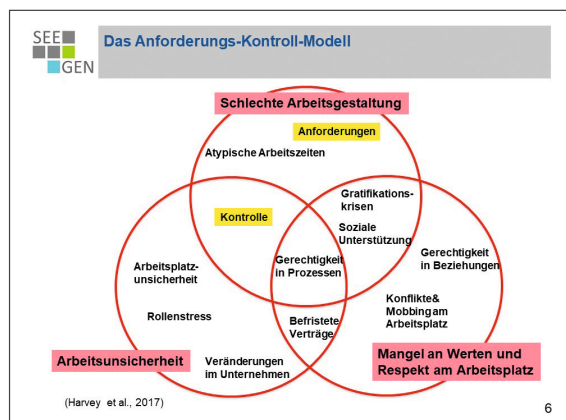 SEE
GEN
Das Anforderungs-Kontroll-Modell
Schlechte Arbeitsgestaltung
Anforderungen
Atypische Arbeitszeiten
Gratifikations-
krisen
Kontrolle
Soziale
Unterstützung
Gerechtigkeit
in Beziehungen
Gerechtigkeit
in Prozessen
Arbeitsplatz-
unsicherheit
Konflikte&
Mobbing am
Arbeitsplatz
Rollenstress
Befristete
Verträge
Arbeitsunsicherheit
Veränderungen
im Unternehmen
Mangel an Werten und
Respekt am Arbeitsplatz
(Harvey et al., 2017)
6